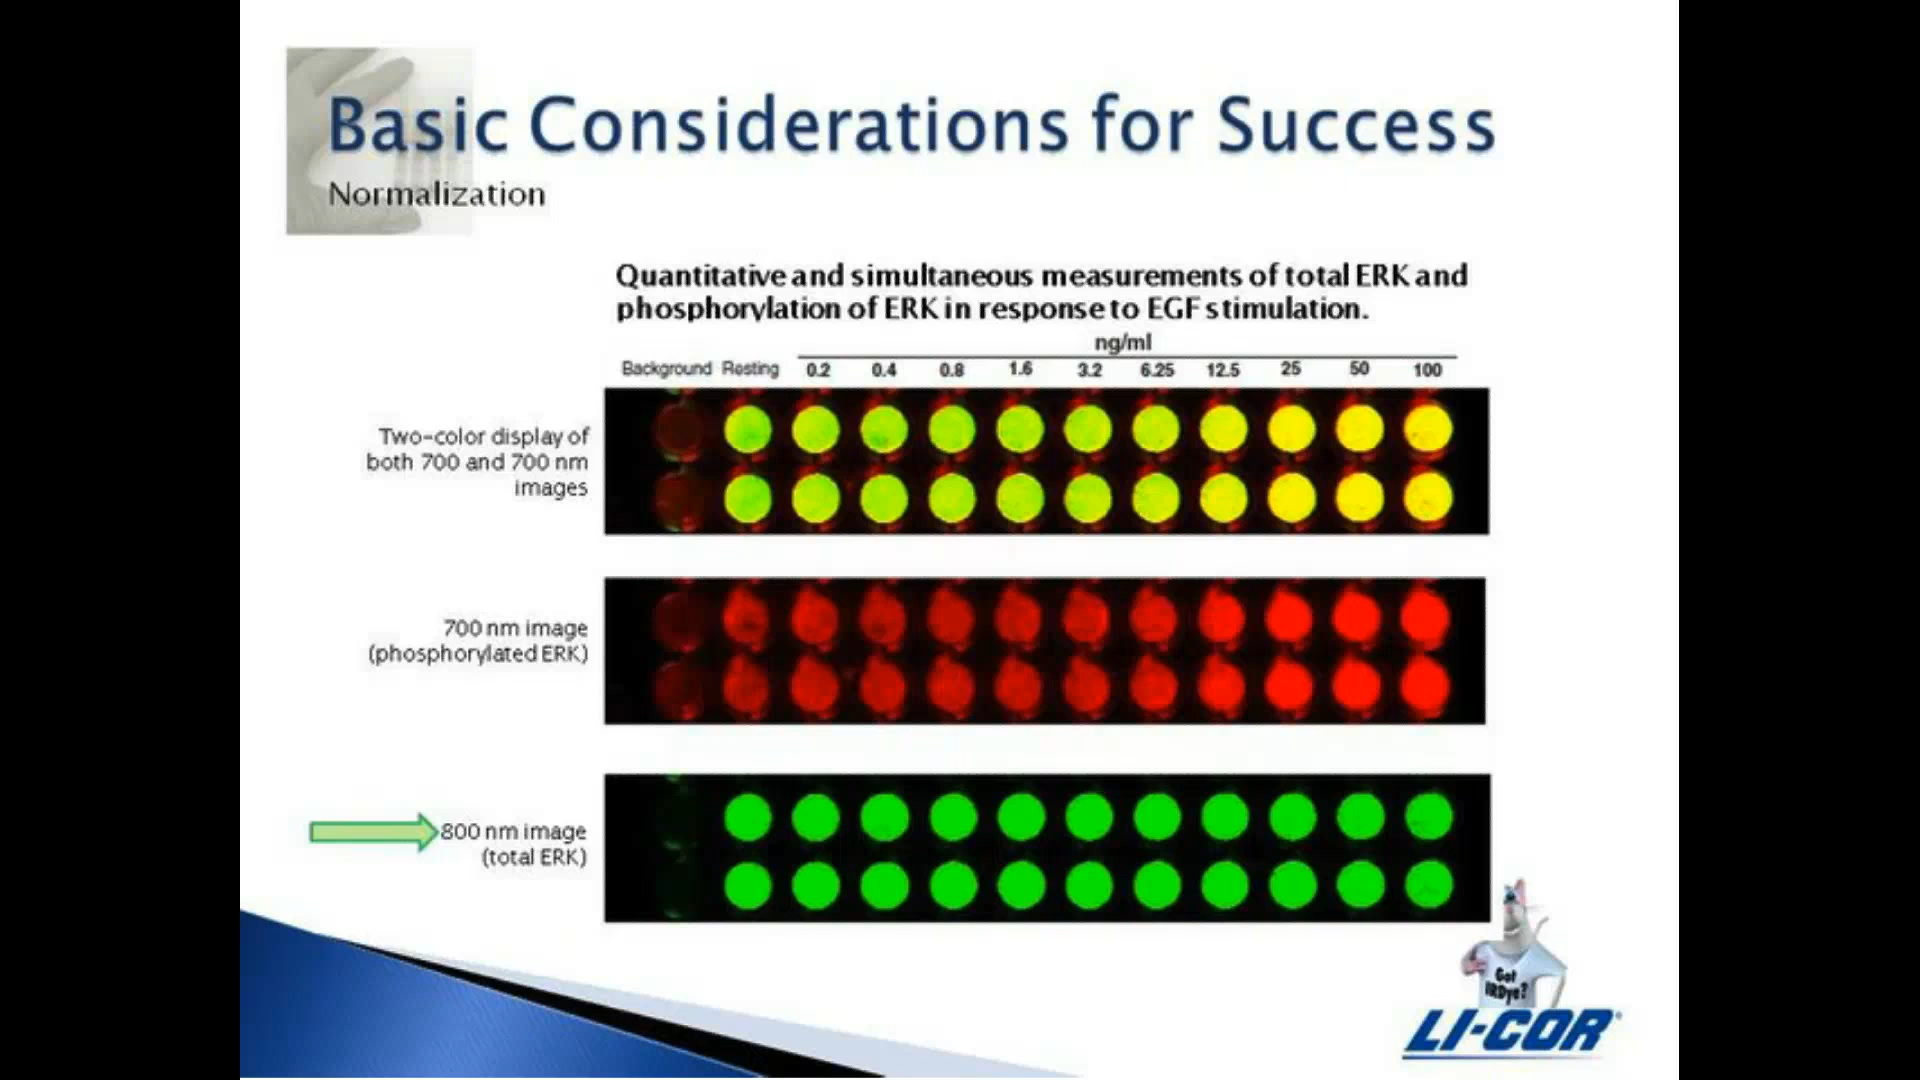 Basic Considerations for Success
Normalization
Quantitative and simultaneous measurements of total ERK and
phosphorylation of ERK in response to EGF stimulation.
ng/ml
Background Resting 0.2 0.4 0.8 1.6 3.2 6.25 12.5 25 50 100
Two-color display of
both 700 and 700 nm
images
700 nm image
(phosphorylated ERK)
800 nm image
(total ERK)
Got
IRDye?
LI-COR®